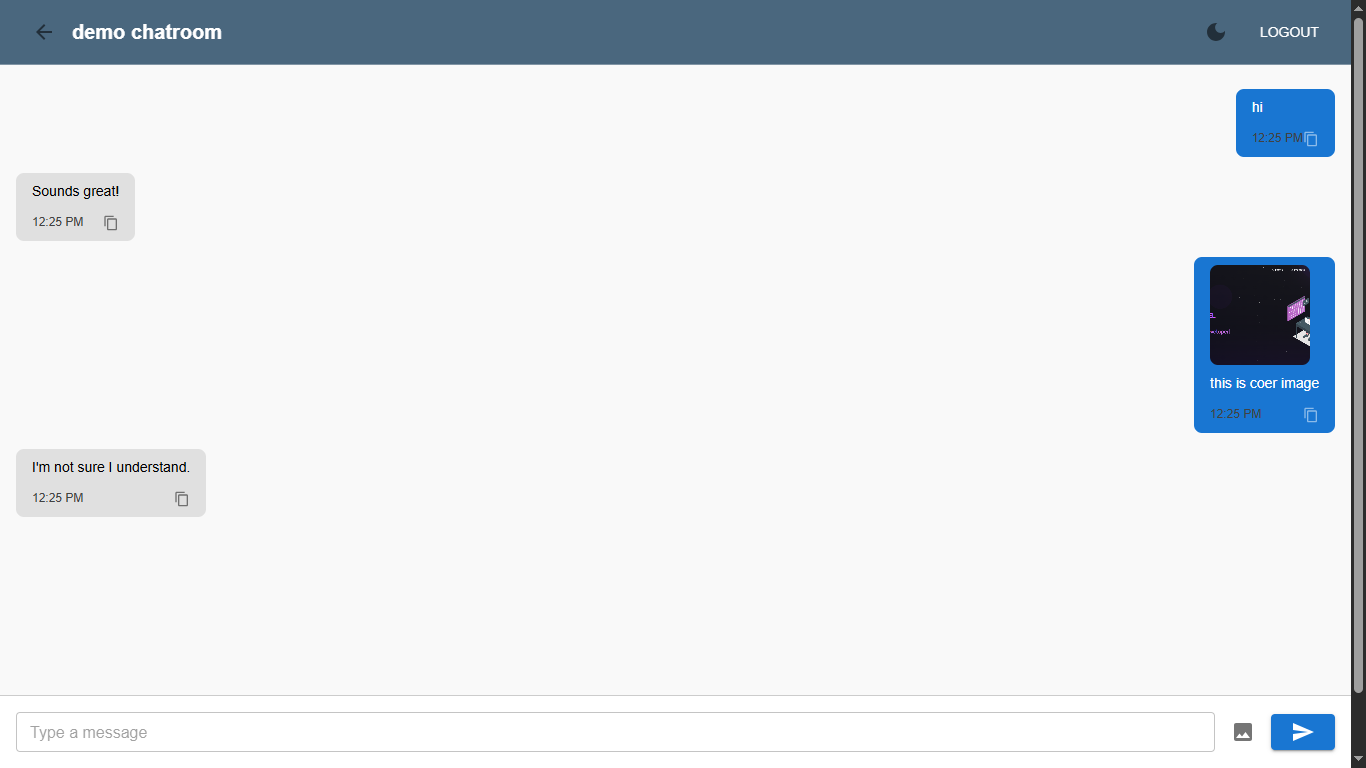 demo chatroom
LOGOUT
hi
12:25 PM
Sounds great!
12:25 PM
this is coer image
12:25 PM
I'm not sure I understand.
12:25 PM
Type a message